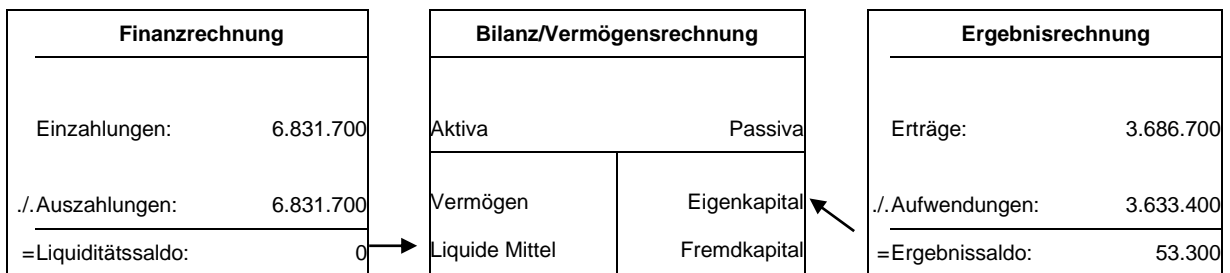 Finanzrechnung
Einzahlungen: 6.831.700
./.Auszahlungen: 6.831.700
=Liquiditätssaldo: 0
Bilanz/Vermögensrechnung
Aktiva Passiva
Vermögen Eigenkapital
Liquide Mittel Fremdkapital
Ergebnisrechnung
Erträge: 3.686.700
./.Aufwendungen: 3.633.400
=Ergebnissaldo: 53.300